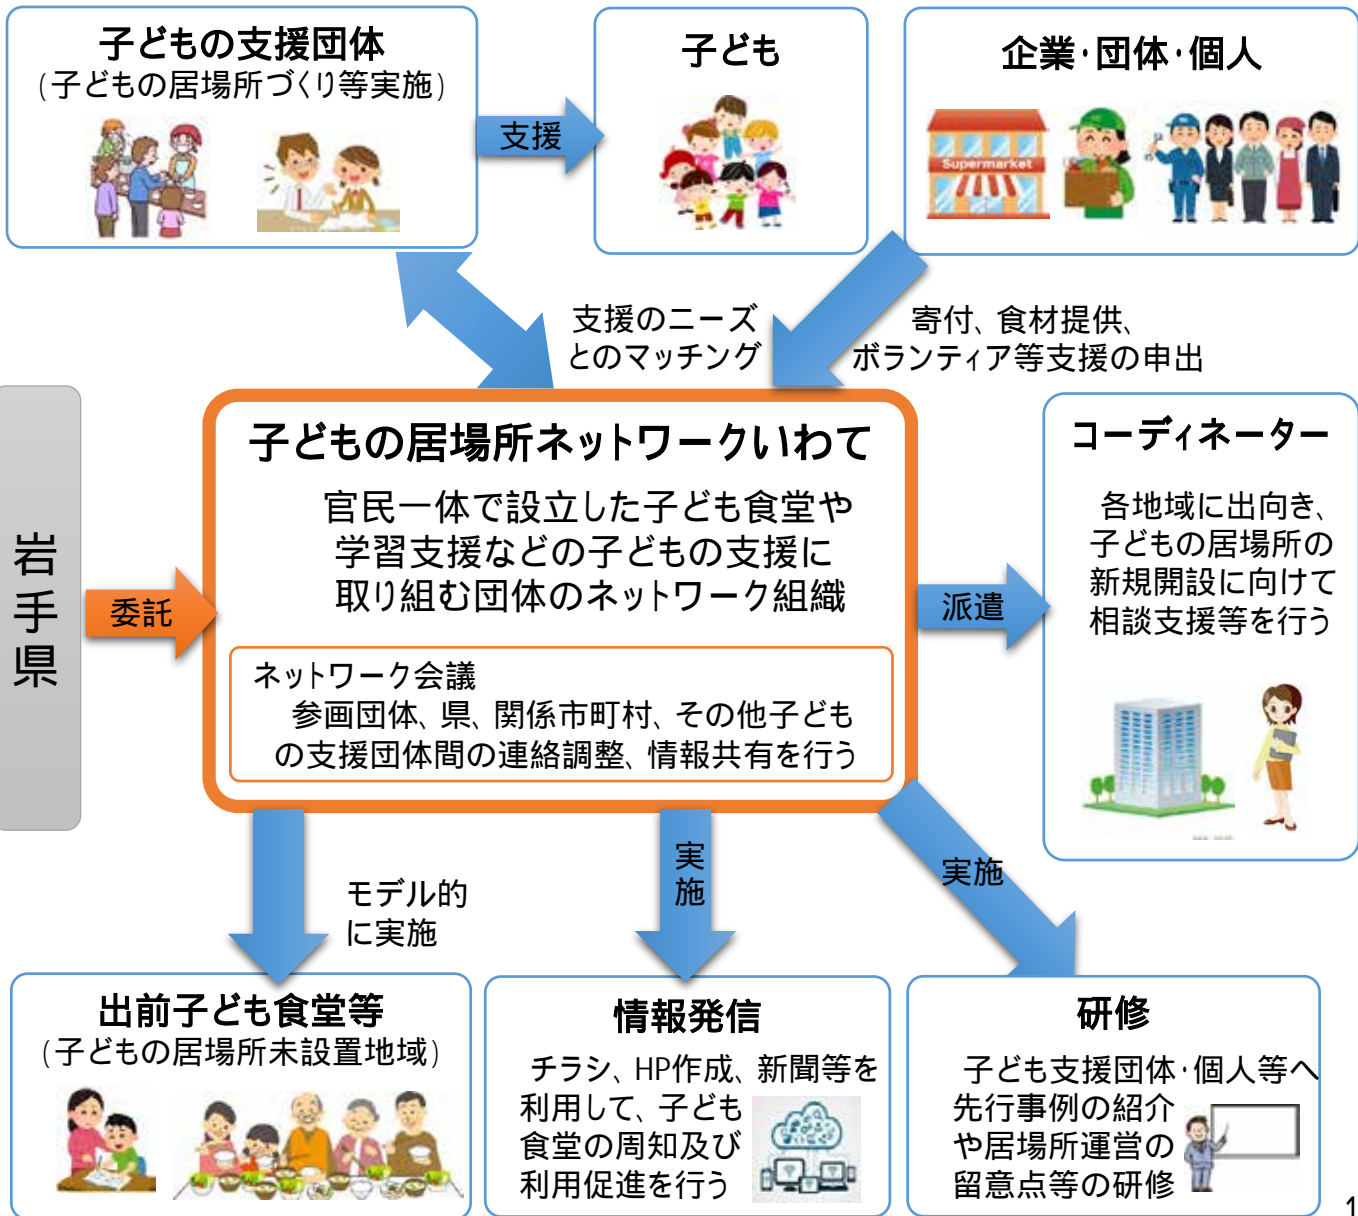 子どもの支援団体
(子どもの居場所づくり等実施)
支援
子ども
企業・団体・個人
Supermarket
支援のニーズ
とのマッチング
寄付、食材提供、
ボランティア等支援の申出
岩手県
委託
子どもの居場所ネットワークいわて
官民一体で設立した子ども食堂や
学習支援などの子どもの支援に
取り組む団体のネットワーク組織
ネットワーク会議
参画団体、県、関係市町村、その他子ども
の支援団体間の連絡調整、情報共有を行う
派遣
コーディネーター
各地域に出向き、
子どもの居場所の
新規開設に向けて
相談支援等を行う
モデル的
に実施
実施
実施
出前子ども食堂等
(子どもの居場所未設置地域)
情報発信
チラシ、HP作成、新聞等を
利用して、子ども
食堂の周知及び
利用促進を行う
研修
子ども支援団体・個人等へ
先行事例の紹介
や居場所運営の
留意点等の研修
1